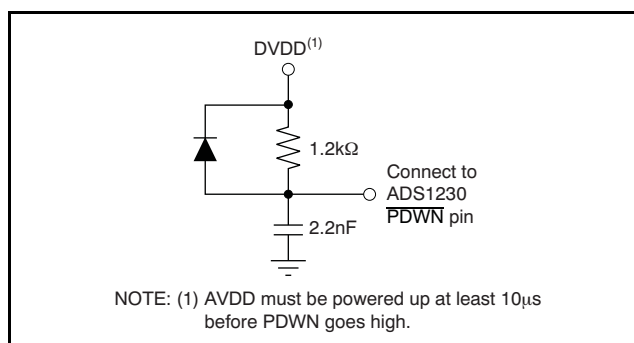 DVDD(1)
1.2kΩ
Connect to
ADS1230
PDWN pin
2.2nF
NOTE: (1) AVDD must be powered up at least 10μs
before PDWN goes high.